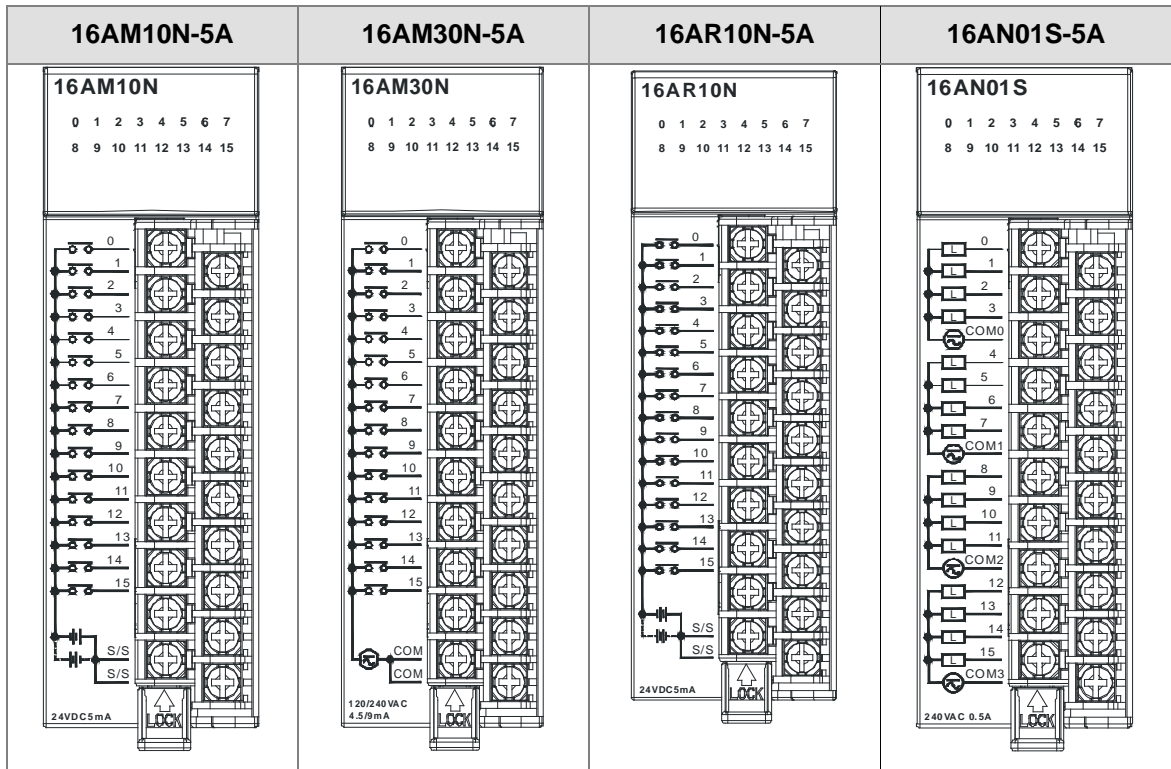 16AM10N-5A
16AM30N-5A
16AR10N-5A
16AN01S-5A
16AM10N
0 1 2 3 4 5 6 7
8 9 10 11 12 13 14 15
0
1
2
3
4
5
6
7
8
9
10
11
12
13
14
15
S/S
S/S
24VDC5mA
LOCK
16AM30N
0 1 2 3 4 5 6 7
8 9 10 11 12 13 14 15
0
1
2
3
4
5
6
7
8
9
10
11
12
13
14
15
COM
COM
120/240VAC
4.5/9mA
LOCK
16AR10N
0 1 2 3 4 5 6 7
8 9 10 11 12 13 14 15
0
1
2
3
4
5
6
7
8
9
10
11
12
13
14
15
S/S
S/S
24VDC5mA
LOCK
16AN01S
0 1 2 3 4 5 6 7
8 9 10 11 12 13 14 15
L 0
L 1
L 2
L 3
COM0
L 4
L 5
L 6
L 7
COM1
L 8
L 9
L 10
L 11
COM2
L 12
L 13
L 14
L 15
COM3
240VAC 0.5A
LOCK